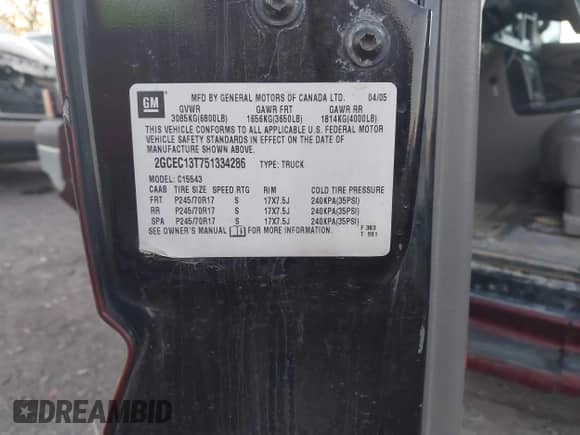 GM
MFD BY GENERAL MOTORS OF CANADA LTD. 04/05
GVWR GAWR FRT GAWR RR
3085KG(6800LB) 1656KG(3650LB) 1814KG(4000LB)
THIS VEHICLE CONFORMS TO ALL APPLICABLE U.S. FEDERAL MOTOR
VEHICLE SAFETY STANDARDS IN EFFECT ON THE DATE OF
MANUFACTURE SHOWN ABOVE.
2GCEC13T751334286 TYPE: TRUCK
MODEL: C15543
CAAB TIRE SIZE SPEED RTG RIM COLD TIRE PRESSURE
FRT P245/70R17 S 17X7.5J 240KPA(35PSI)
RR P245/70R17 S 17X7.5J 240KPA(35PSI)
SPA P245/70R17 S 17X7.5J 240KPA(35PSI)
SEE OWNER'S MANUAL FOR MORE INFORMATION. F 363
T 551
DREAMBID